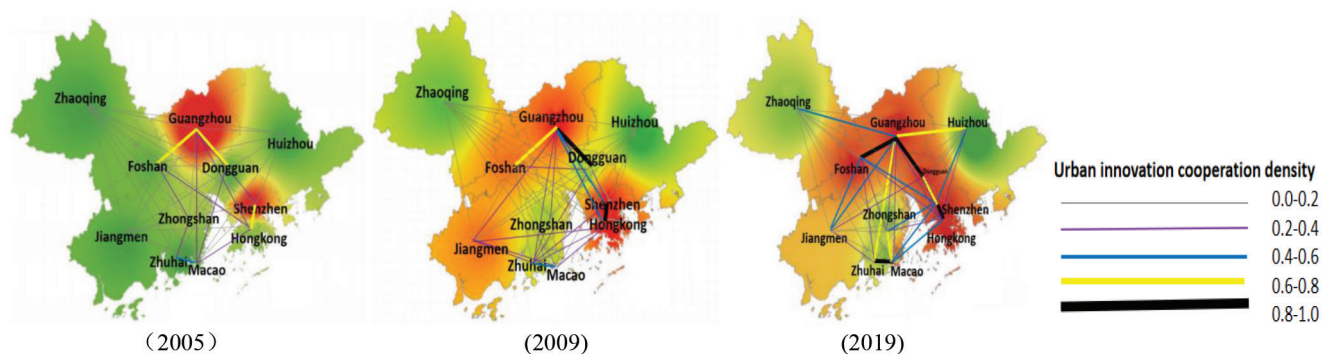 Zhaoqing
Guangzhou
Huizhou
Foshan
Dongguan
Shenzhen
Zhongshan
Jiangmen
Hongkong
Zhuhai
Macao
（2005）
Zhaoqing
Guangzhou
Huizhou
Foshan
Dongguan
Shenzhen
Zhongshan
Hongkong
Jiangmen
Zhuhai
Macao
(2009)
Zhaoqing
Guangzhou
Huizhou
Foshan
Dongguan
Zhongshan
Shenzhen
Jiangmen
Hongkong
Zhuhai
Macao
(2019)
Urban innovation cooperation density
0.0-0.2
0.2-0.4
0.4-0.6
0.6-0.8
0.8-1.0